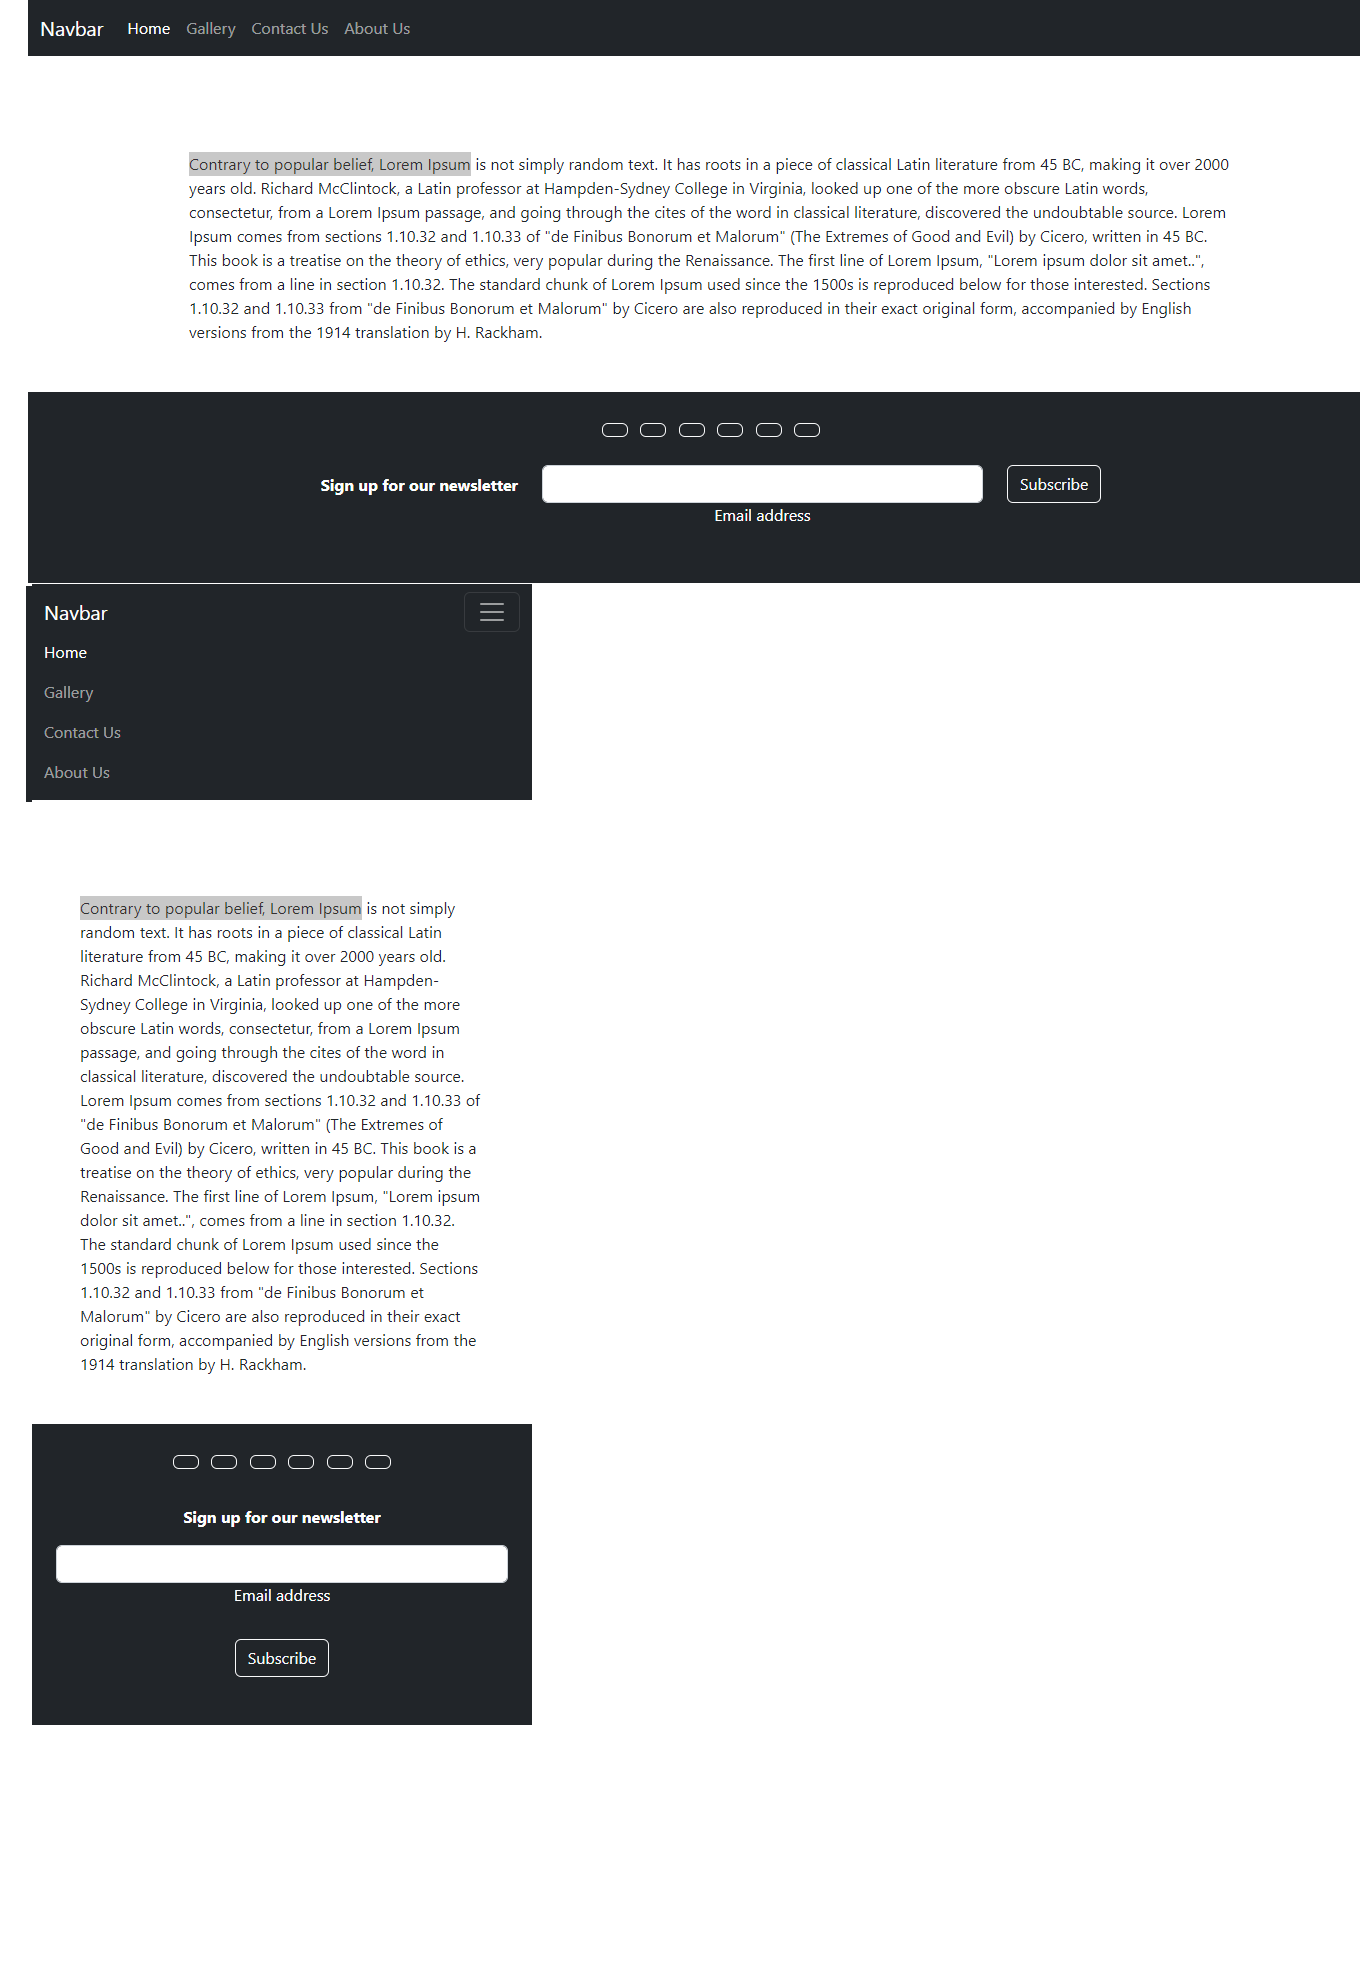 Navbar Home Gallery Contact Us About Us
Contrary to popular belief, Lorem Ipsum is not simply random text. It has roots in a piece of classical Latin literature from 45 BC, making it over 2000
years old. Richard McClintock, a Latin professor at Hampden-Sydney College in Virginia, looked up one of the more obscure Latin words,
consectetur, from a Lorem Ipsum passage, and going through the cites of the word in classical literature, discovered the undoubtable source. Lorem
Ipsum comes from sections 1.10.32 and 1.10.33 of "de Finibus Bonorum et Malorum" (The Extremes of Good and Evil) by Cicero, written in 45 BC.
This book is a treatise on the theory of ethics, very popular during the Renaissance. The first line of Lorem Ipsum, "Lorem ipsum dolor sit amet..",
comes from a line in section 1.10.32. The standard chunk of Lorem Ipsum used since the 1500s is reproduced below for those interested. Sections
1.10.32 and 1.10.33 from "de Finibus Bonorum et Malorum" by Cicero are also reproduced in their exact original form, accompanied by English
versions from the 1914 translation by H. Rackham.
Sign up for our newsletter Subscribe
Email address
Navbar
Home
Gallery
Contact Us
About Us
Contrary to popular belief, Lorem Ipsum is not simply
random text. It has roots in a piece of classical Latin
literature from 45 BC, making it over 2000 years old.
Richard McClintock, a Latin professor at Hampden-
Sydney College in Virginia, looked up one of the more
obscure Latin words, consectetur, from a Lorem Ipsum
passage, and going through the cites of the word in
classical literature, discovered the undoubtable source.
Lorem Ipsum comes from sections 1.10.32 and 1.10.33 of
"de Finibus Bonorum et Malorum" (The Extremes of
Good and Evil) by Cicero, written in 45 BC. This book is a
treatise on the theory of ethics, very popular during the
Renaissance. The first line of Lorem Ipsum, "Lorem ipsum
dolor sit amet..", comes from a line in section 1.10.32.
The standard chunk of Lorem Ipsum used since the
1500s is reproduced below for those interested. Sections
1.10.32 and 1.10.33 from "de Finibus Bonorum et
Malorum" by Cicero are also reproduced in their exact
original form, accompanied by English versions from the
1914 translation by H. Rackham.
Sign up for our newsletter
Email address
Subscribe